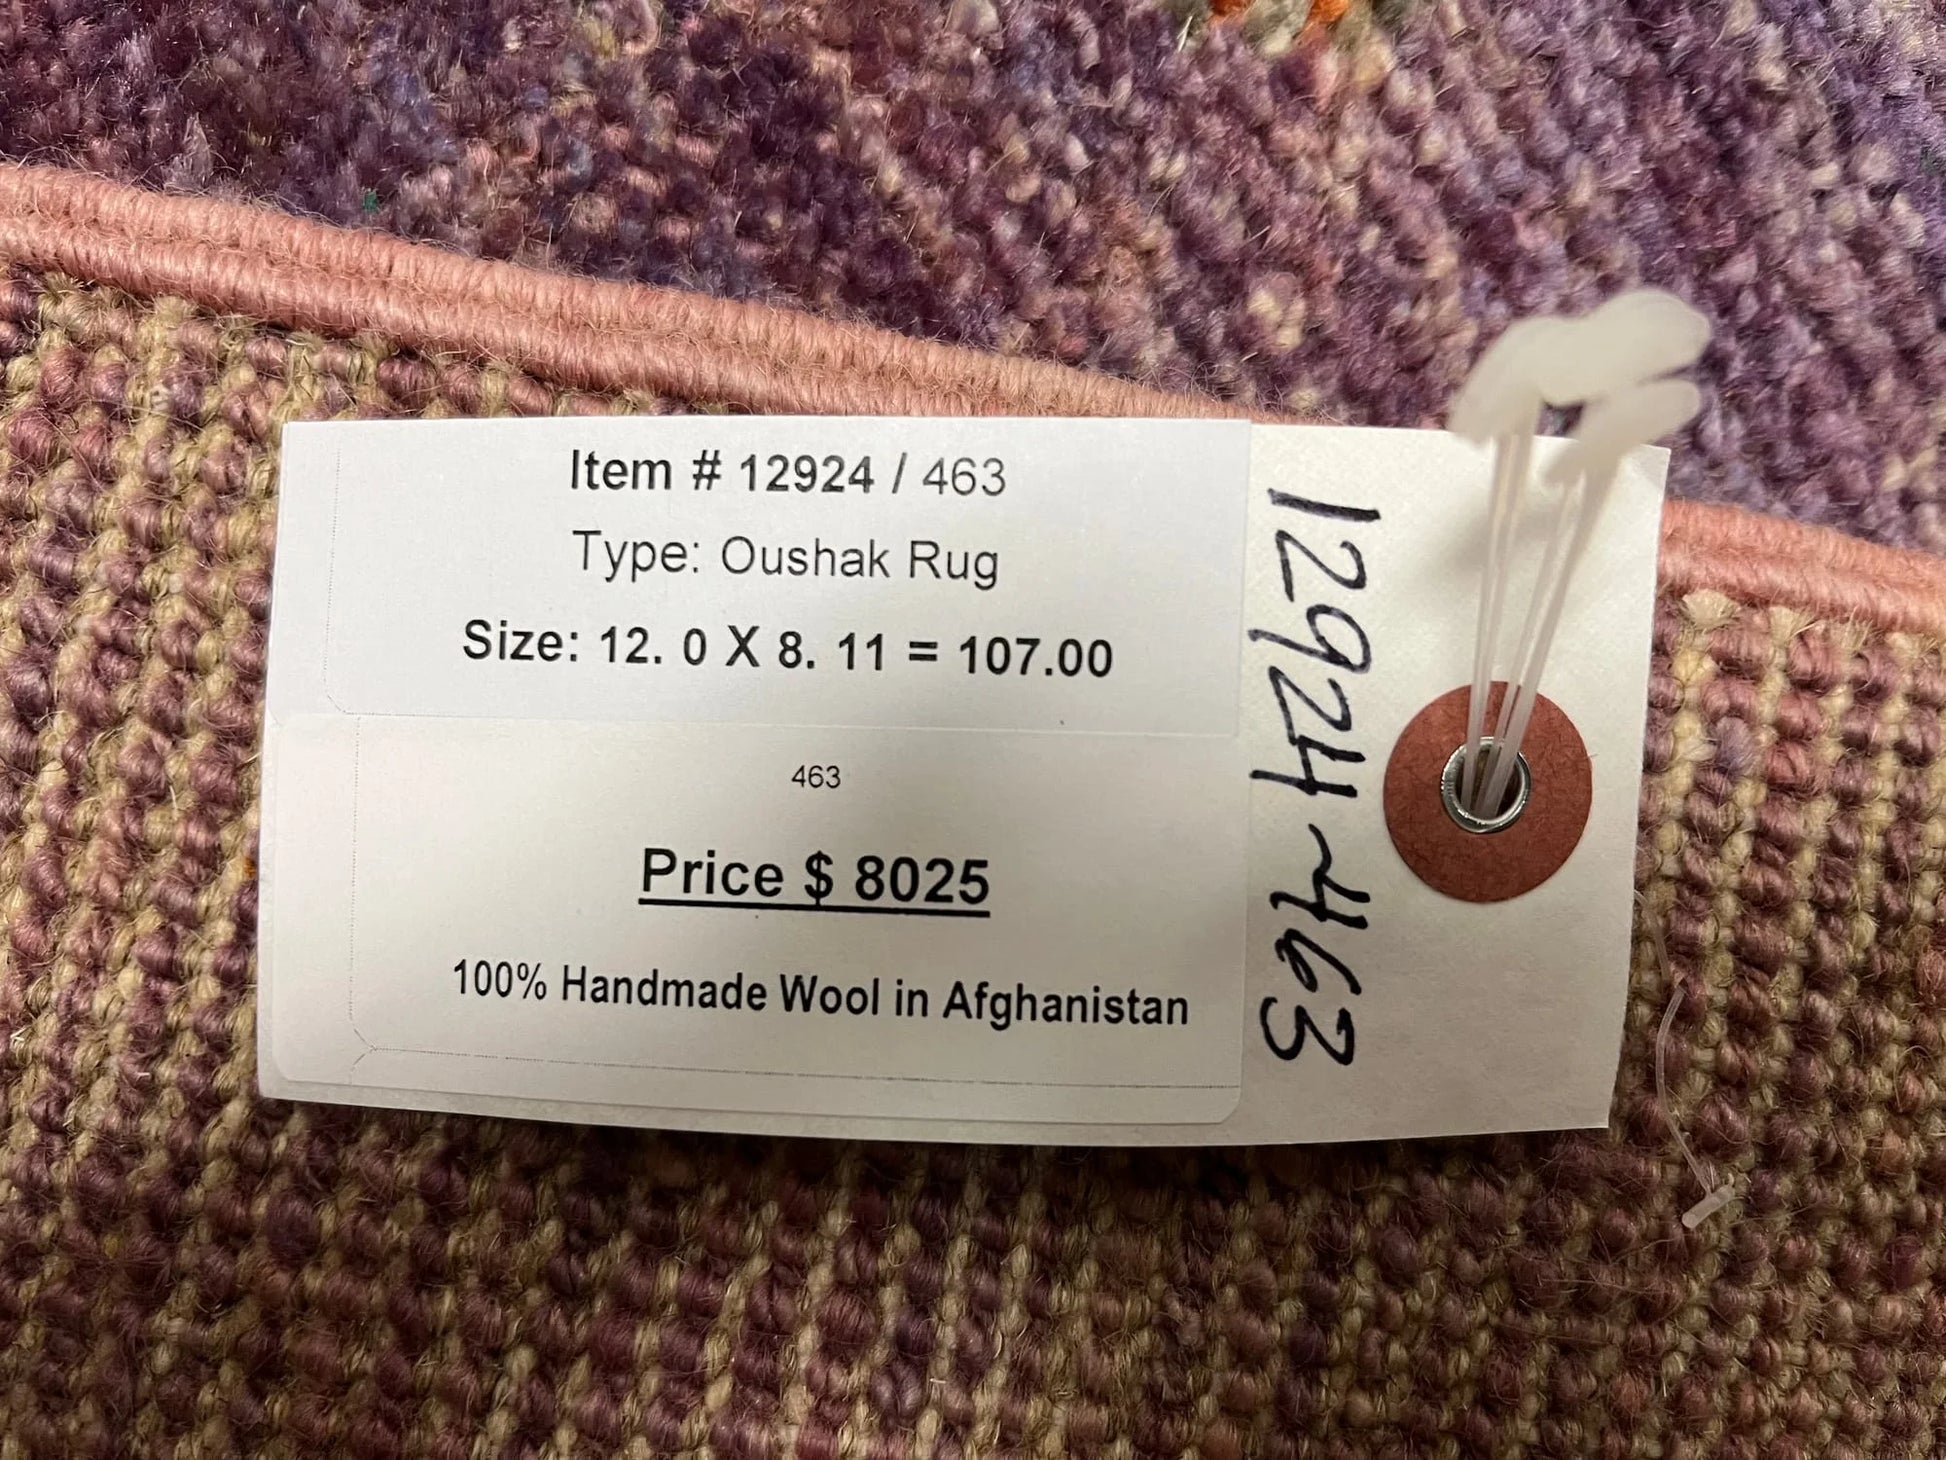 Item # 12924 / 463
Type: Oushak Rug
Size: 12. 0 X 8. 11 = 107.00
463
Price $ 8025
100% Handmade Wool in Afghanistan
12924-463